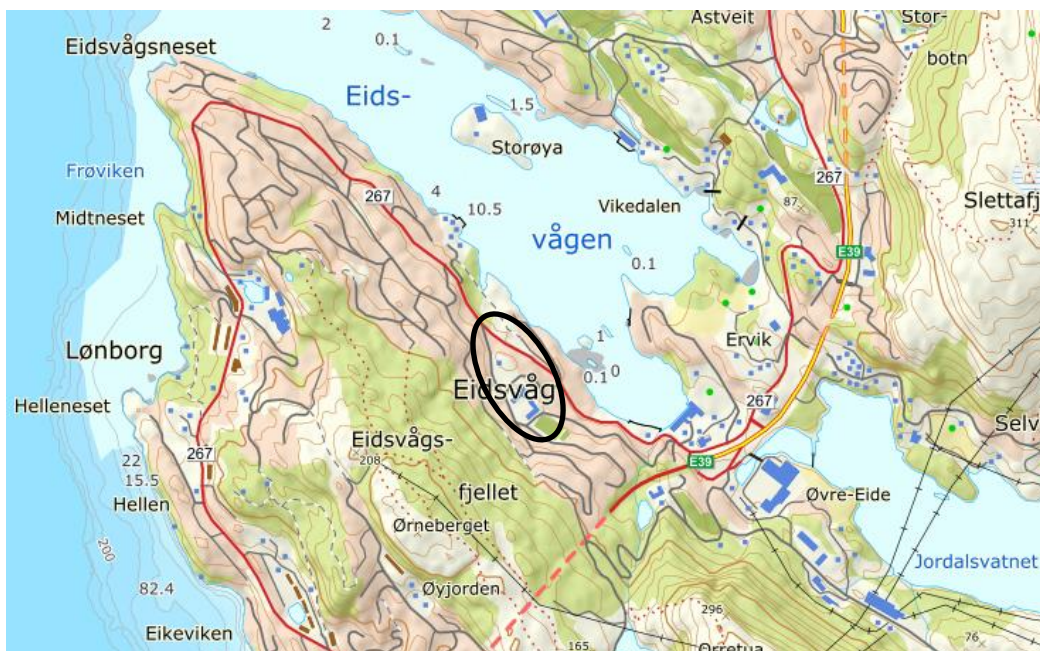 2
Astveit
Stor-
botn
Eidsvågsneset
0.1
Eids-
1.5
Storøya
Frøviken
267
4
267
Midtneset
10.5
Vikedalen
87
Slettafj
311
vågen
E39
0.1
Lønborg
1
0
0.1
Ervik
Eidsvåg
Helleneset
267
Selv
Eidsvågs-
208
fjellet
267
22
15.5
E39
Øvre-Eide
Hellen
Ørneberget
200
Jordalsvatnet
82.4
Øyjorden
296
76
Eikeviken
165
Orretua